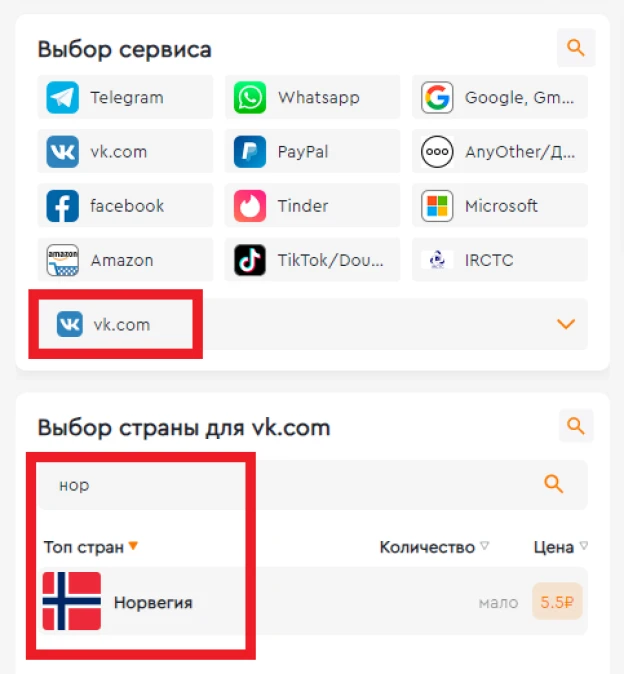 Выбор сервиса
Telegram Whatsapp Google, Gm...
vk.com PayPal AnyOther/Д...
facebook Tinder Microsoft
amazon Amazon TikTok/Dou... IRCTC
vk.com
Выбор страны для vk.com
нор
Топ стран Количество Цена
Норвегия мало 5.5₽